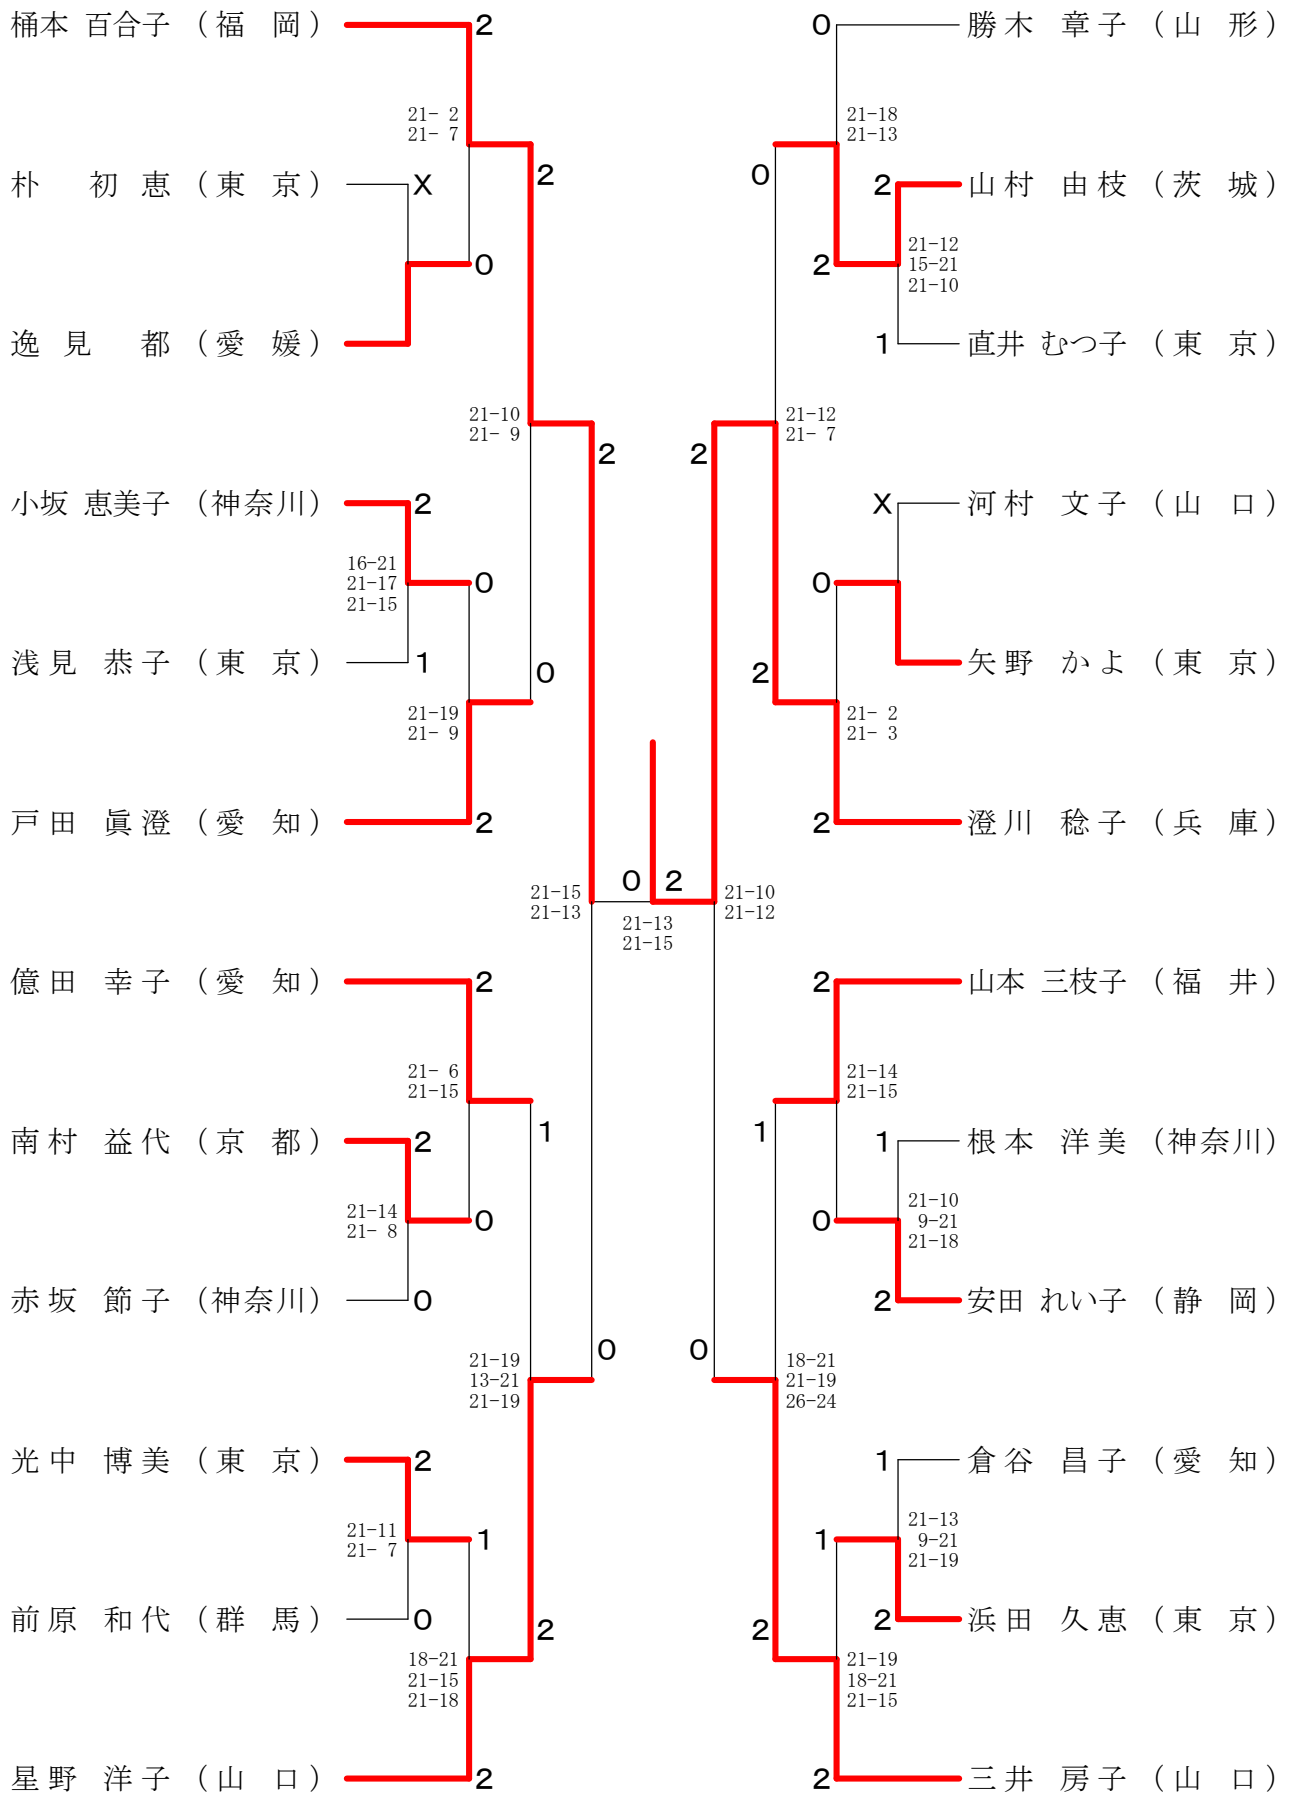 桶本 百合子 (福 岡) 2
21- 2
21- 7
朴 初恵 (東 京) X
2
0
逸見 都 (愛 媛)
21-10
21- 9
2
小坂 恵美子 (神奈川) 2
16-21
21-17
21-15
0
浅見 恭子 (東 京) 1
0
21-19
21- 9
戸田 眞澄 (愛 知) 2
21-15
21-13
億田 幸子 (愛 知) 2
21- 6
21-15
1
南村 益代 (京 都) 2
21-14
21- 8
0
赤坂 節子 (神奈川) 0
21-19
13-21
21-19
0
光中 博美 (東 京) 2
21-11
21- 7
1
前原 和代 (群 馬) 0
2
18-21
21-15
21-18
星野 洋子 (山 口) 2
0 2
21-13
21-15
0 勝木 章子 (山 形)
21-18
21-13
0
2 山村 由枝 (茨 城)
2
21-12
15-21
21-10
1 直井 むつ子 (東 京)
21-12
21- 7
2
X 河村 文子 (山 口)
0
矢野 かよ (東 京)
2
21- 2
21- 3
2 澄川 稔子 (兵 庫)
21-10
21-12
2 山本 三枝子 (福 井)
21-14
21-15
1
1 根本 洋美 (神奈川)
21-10
9-21
21-18
0
2 安田 れい子 (静 岡)
0
18-21
21-19
26-24
1 倉谷 昌子 (愛 知)
21-13
9-21
21-19
1
2 浜田 久恵 (東 京)
2
21-19
18-21
21-15
2 三井 房子 (山 口)